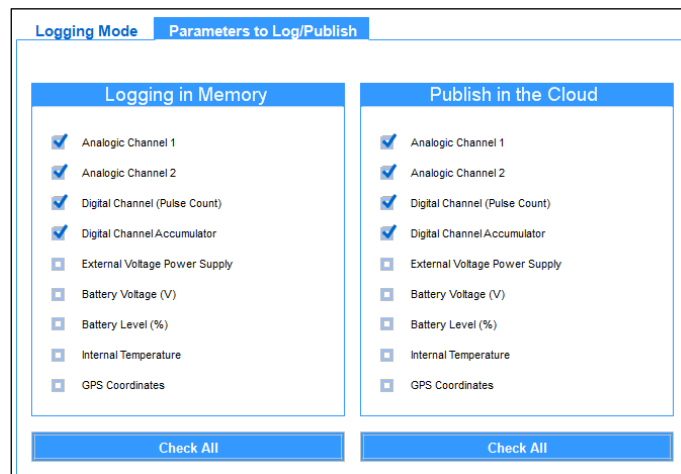 Logging Mode
Parameters to Log/Publish
Logging in Memory
Analogic Channel 1
Analogic Channel 2
Digital Channel (Pulse Count)
Digital Channel Accumulator
External Voltage Power Supply
Battery Voltage (V)
Battery Level (%)
Internal Temperature
GPS Coordinates
Check All
Publish in the Cloud
Analogic Channel 1
Analogic Channel 2
Digital Channel (Pulse Count)
Digital Channel Accumulator
External Voltage Power Supply
Battery Voltage (V)
Battery Level (%)
Internal Temperature
GPS Coordinates
Check All